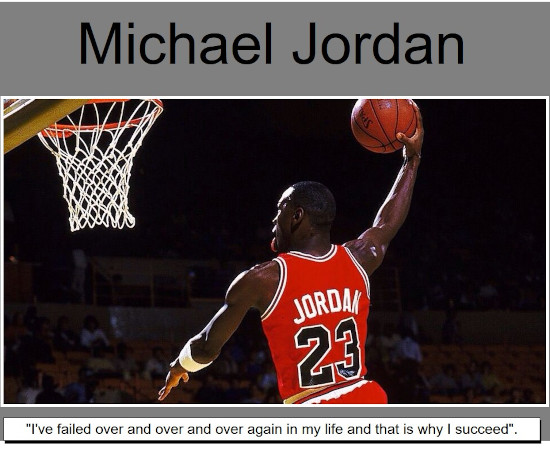 Michael Jordan
JORDAN
23
"I've failed over and over and over again in my life and that is why I succeed".